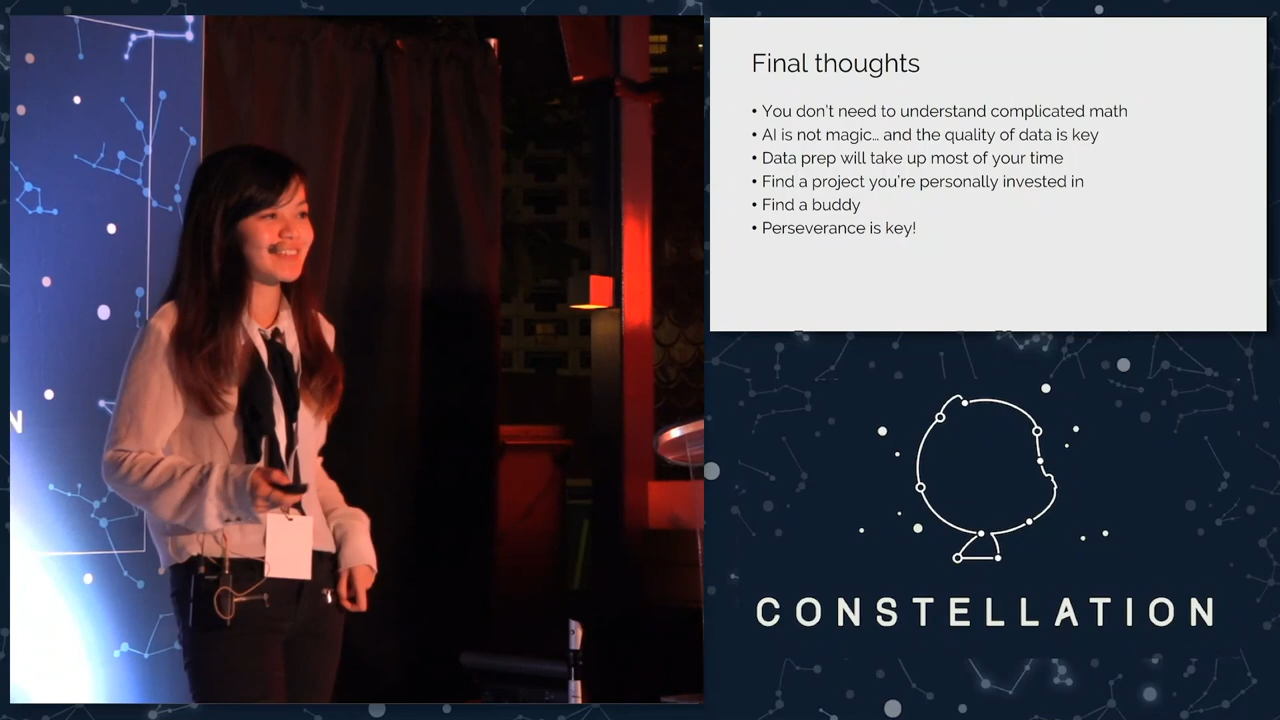 Final thoughts
• You don't need to understand complicated math
• AI is not magic... and the quality of data is key
• Data prep will take up most of your time
• Find a project you're personally invested in
• Find a buddy
• Perseverance is key!
N
CONSTELLATION